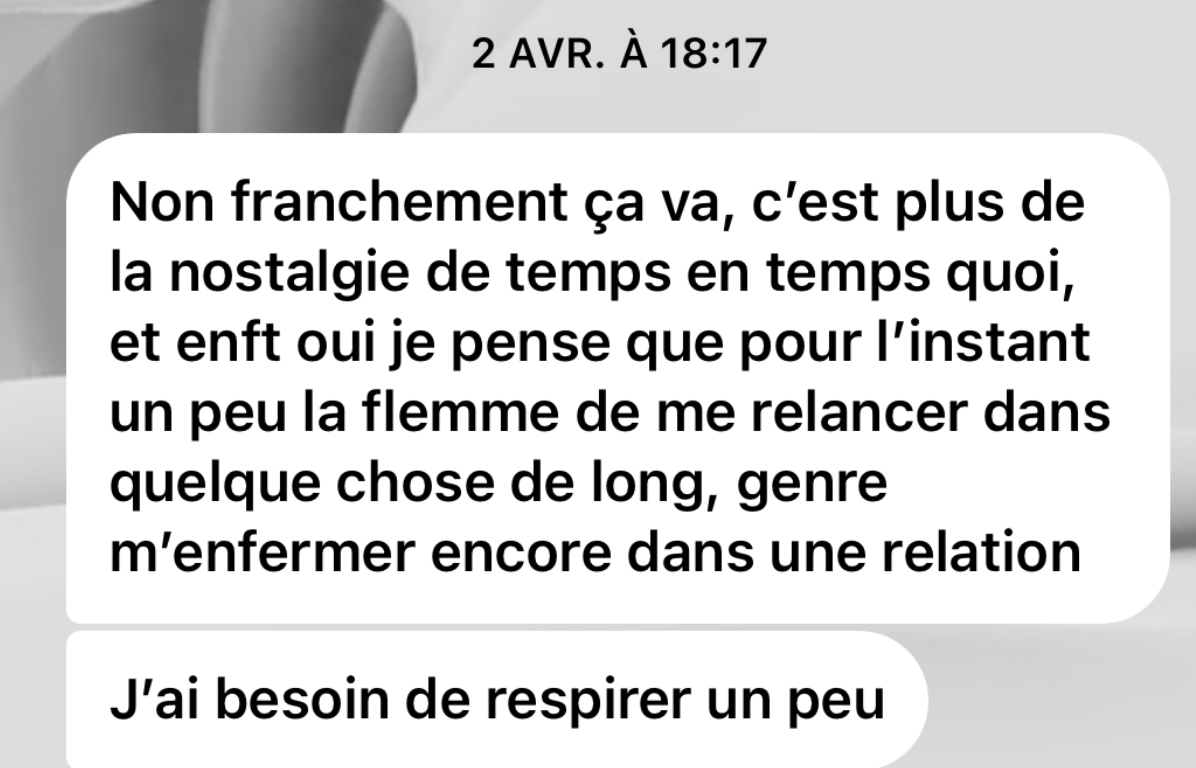 2 AVR. À 18:17
Non franchement ça va, c’est plus de
la nostalgie de temps en temps quoi,
et enft oui je pense que pour l’instant
un peu la flemme de me relancer dans
quelque chose de long, genre
m’enfermer encore dans une relation
J’ai besoin de respirer un peu